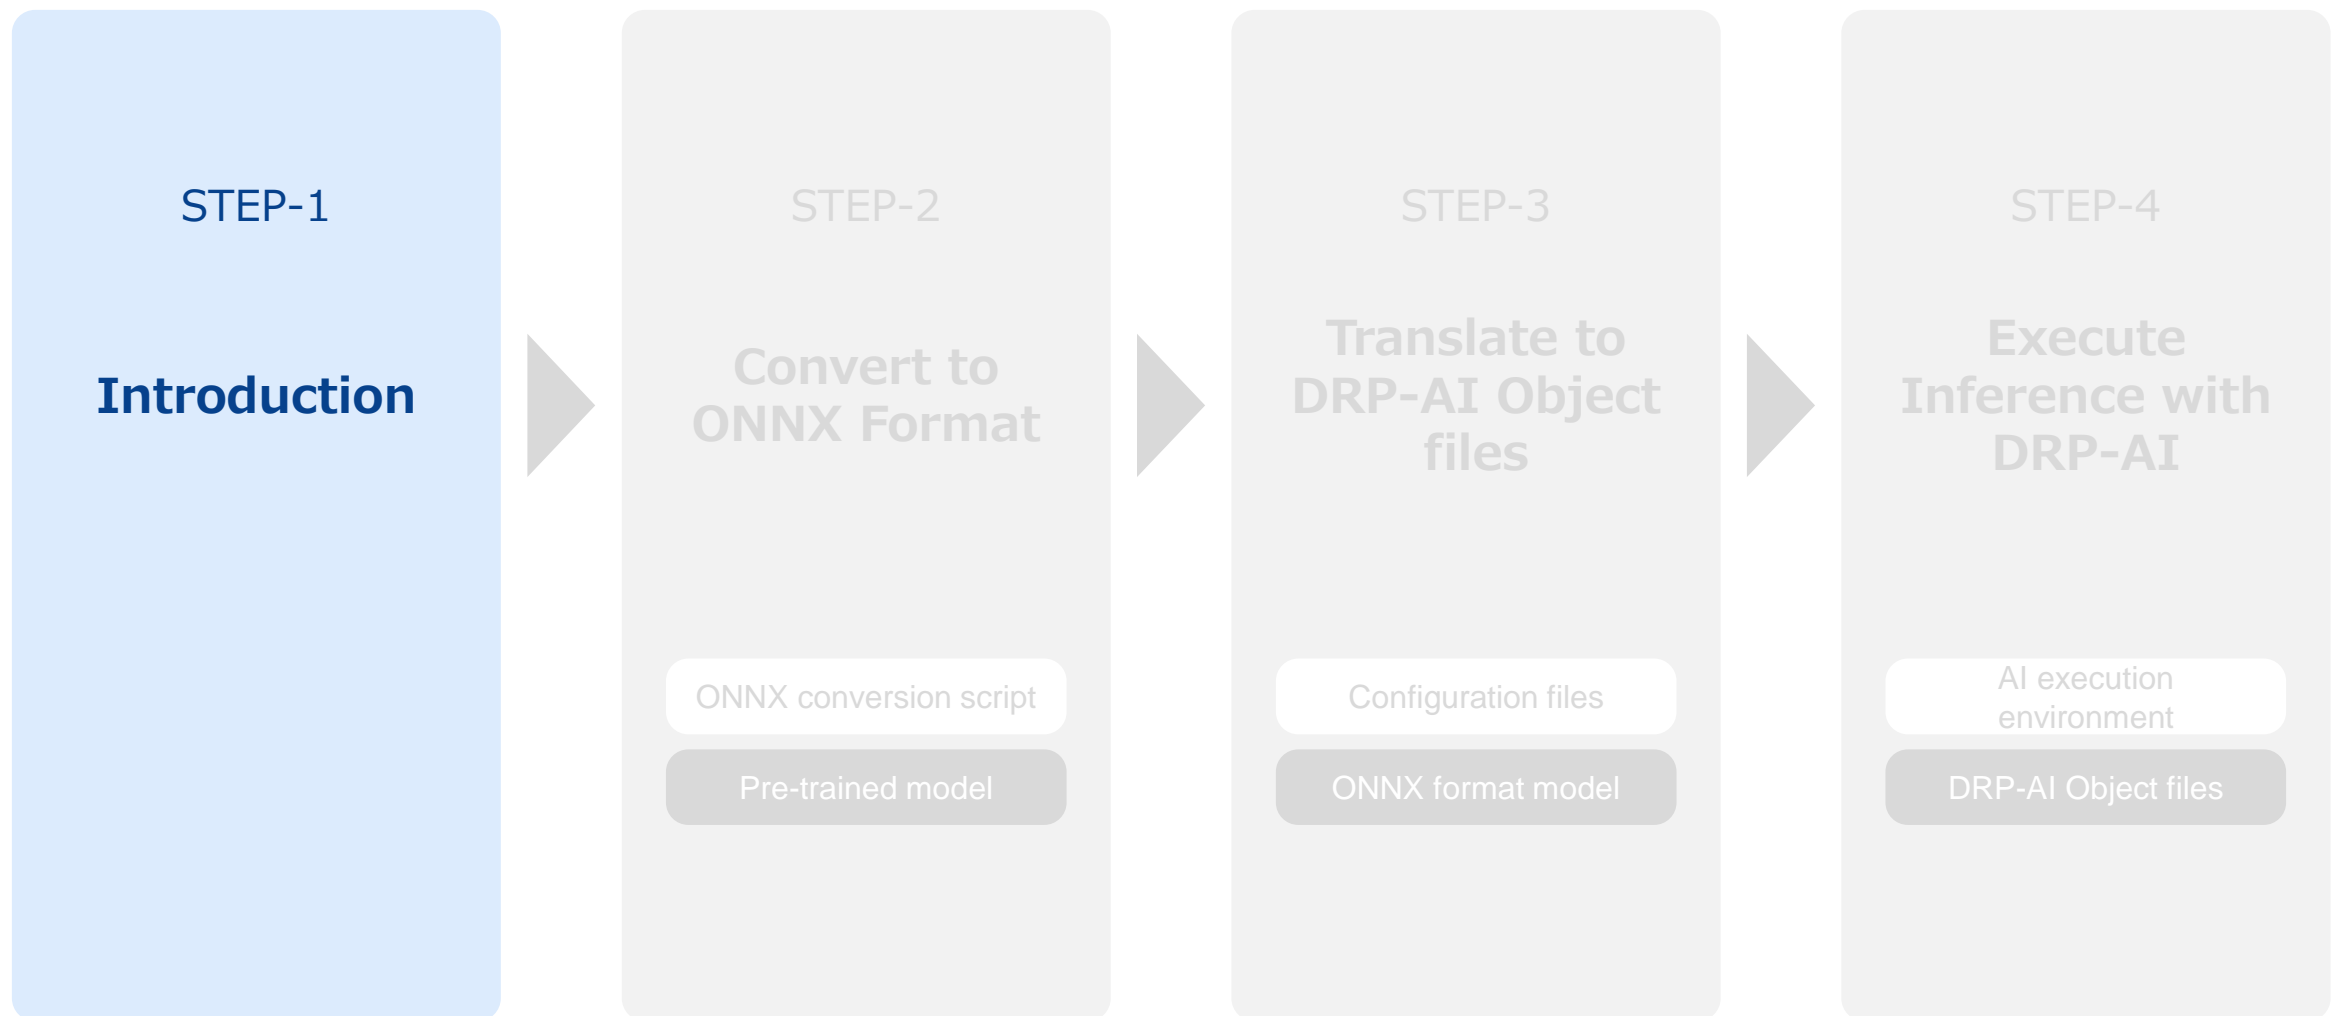 STEP-1
Introduction
STEP-2
Convert to
ONNX Format
ONNX conversion script
Pre-trained model
STEP-3
Translate to
DRP-AI Object
files
Configuration files
ONNX format model
STEP-4
Execute
Inference with
DRP-AI
AI execution
environment
DRP-AI Object files